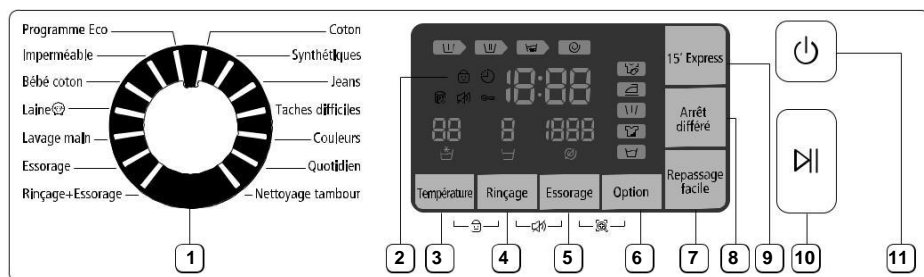 Programme Eco
Coton
Imperméable
Synthétiques
Bébé coton
Jeans
Laine
Taches difficiles
Lavage main
Couleurs
Essorage
Quotidien
Rinçage+Essorage
Nettoyage tambour
18:88
88 8 1888
Température Rinçage Essorage Option
15' Express
Arrêt
différé
Repassage
facile
1 2 3 4 5 6 7 8 9 10 11